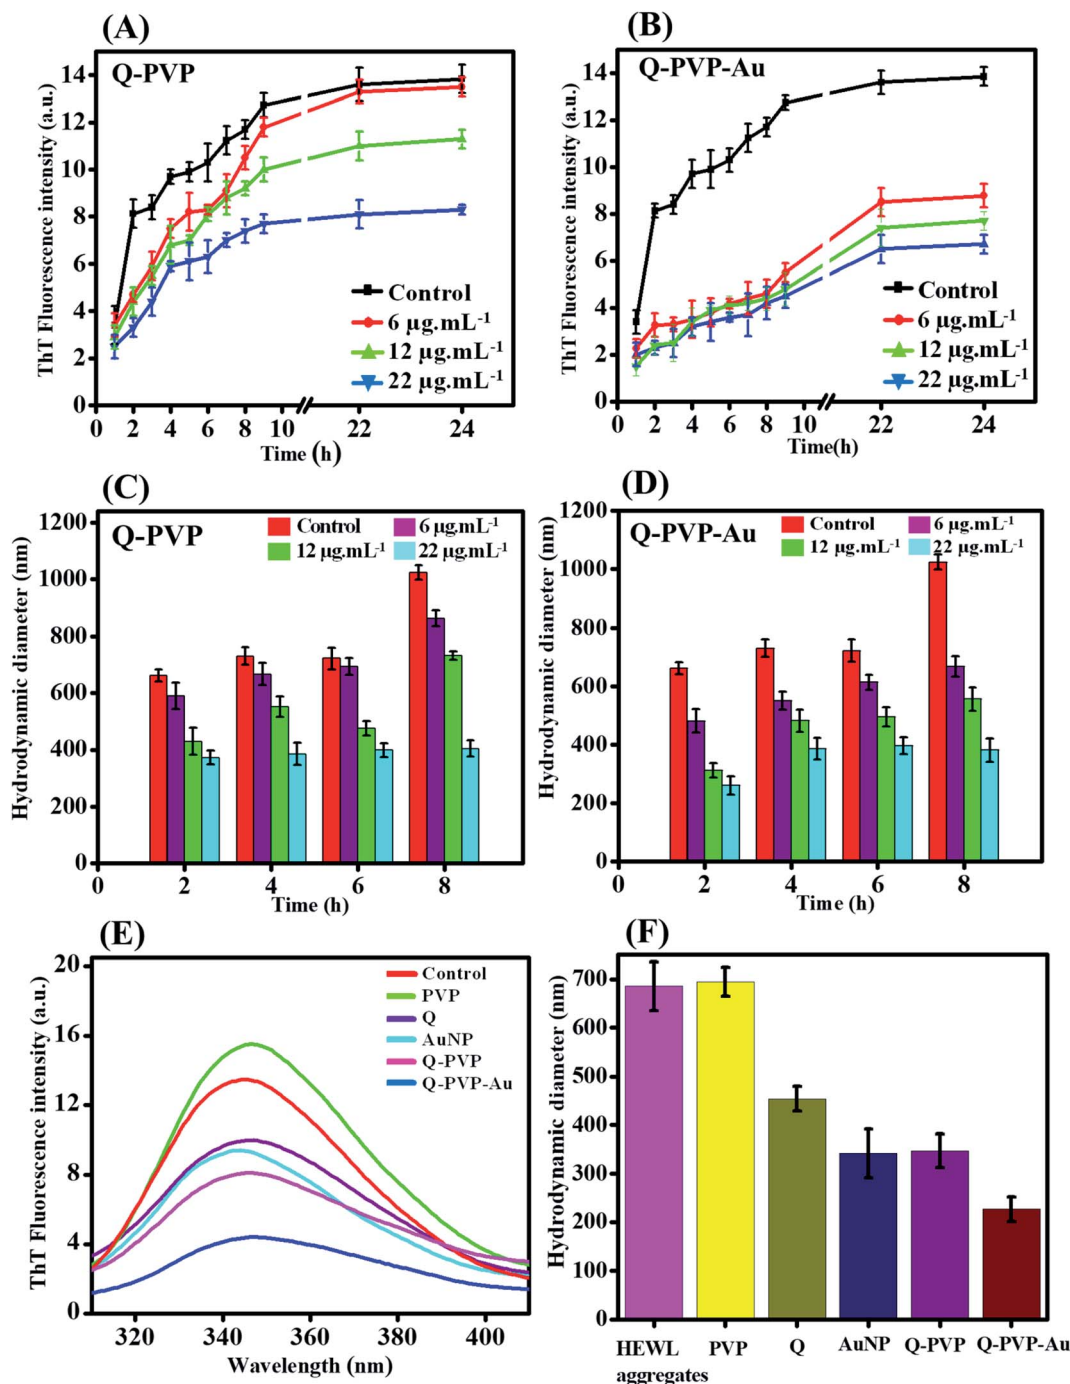 (A)
Q-PVP
ThT Fluorescence intensity (a.u.)
14
12
10
8
6
4
2
0
Control
6 µg.mL-1
12 µg.mL-1
22 µg.mL-1
0 2 4 6 8 10 22 24
Time (h)
(B)
Q-PVP-Au
ThT Fluorescence intensity (a.u.)
14
12
10
8
6
4
2
0
Control
6 µg.mL-1
12 µg.mL-1
22 µg.mL-1
0 2 4 6 8 10 22 24
Time(h)
(C)
Q-PVP
Hydrodynamic diameter (nm)
1200
1000
800
600
400
200
0
Control 6 µg.mL-1
12 µg.mL-1 22 µg.mL-1
0 2 4 6 8
Time (h)
(D)
Q-PVP-Au
Hydrodynamic diameter (nm)
1200
1000
800
600
400
200
0
Control 6 µg.mL-1
12 µg.mL-1 22 µg.mL-1
0 2 4 6 8
Time (h)
(E)
ThT Fluorescence intensity (a.u.)
20
16
12
8
4
0
Control
PVP
Q
AuNP
Q-PVP
Q-PVP-Au
320 340 360 380 400
Wavelength (nm)
(F)
Hydrodynamic diameter (nm)
700
600
500
400
300
200
100
0
HEWL PVP Q AuNP Q-PVP Q-PVP-Au
aggregates